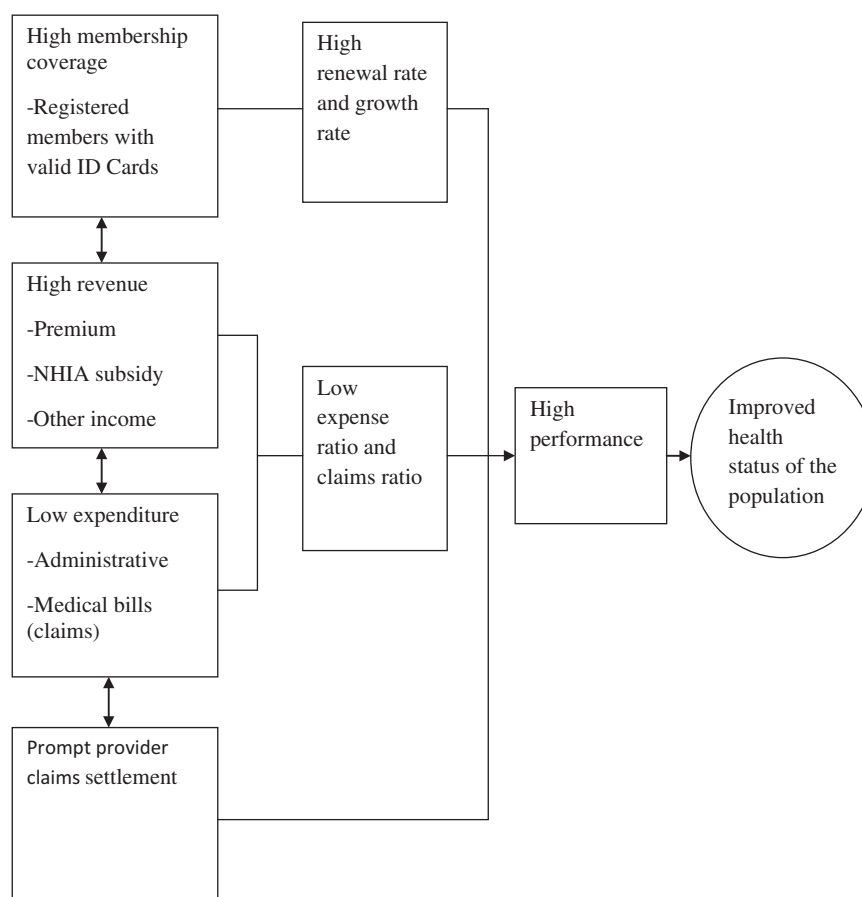 High membership
coverage
-Registered
members with
valid ID Cards
High
renewal rate
and growth
rate
High revenue
-Premium
-NHIA subsidy
-Other income
Low expenditure
-Administrative
-Medical bills
(claims)
Low
expense
ratio and
claims ratio
High
performance
Improved
health
status of the
population
Prompt provider
claims settlement